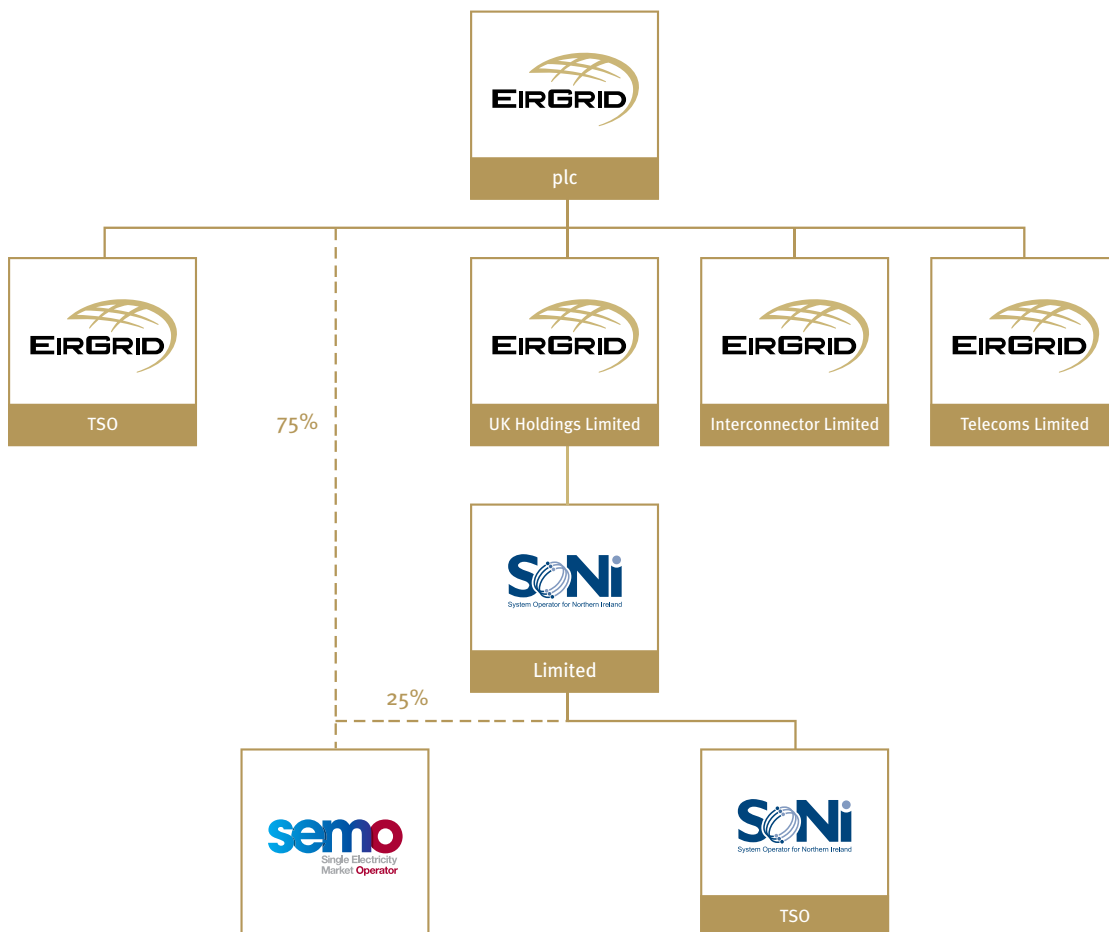 EIRGRID
plc
EIRGRID
EIRGRID
EIRGRID
EIRGRID
TSO
75%
UK Holdings Limited
Interconnector Limited
Telecoms Limited
SONi
System Operator for Northern Ireland
Limited
25%
semo
Single Electricity
Market Operator
SONi
System Operator for Northern Ireland
TSO